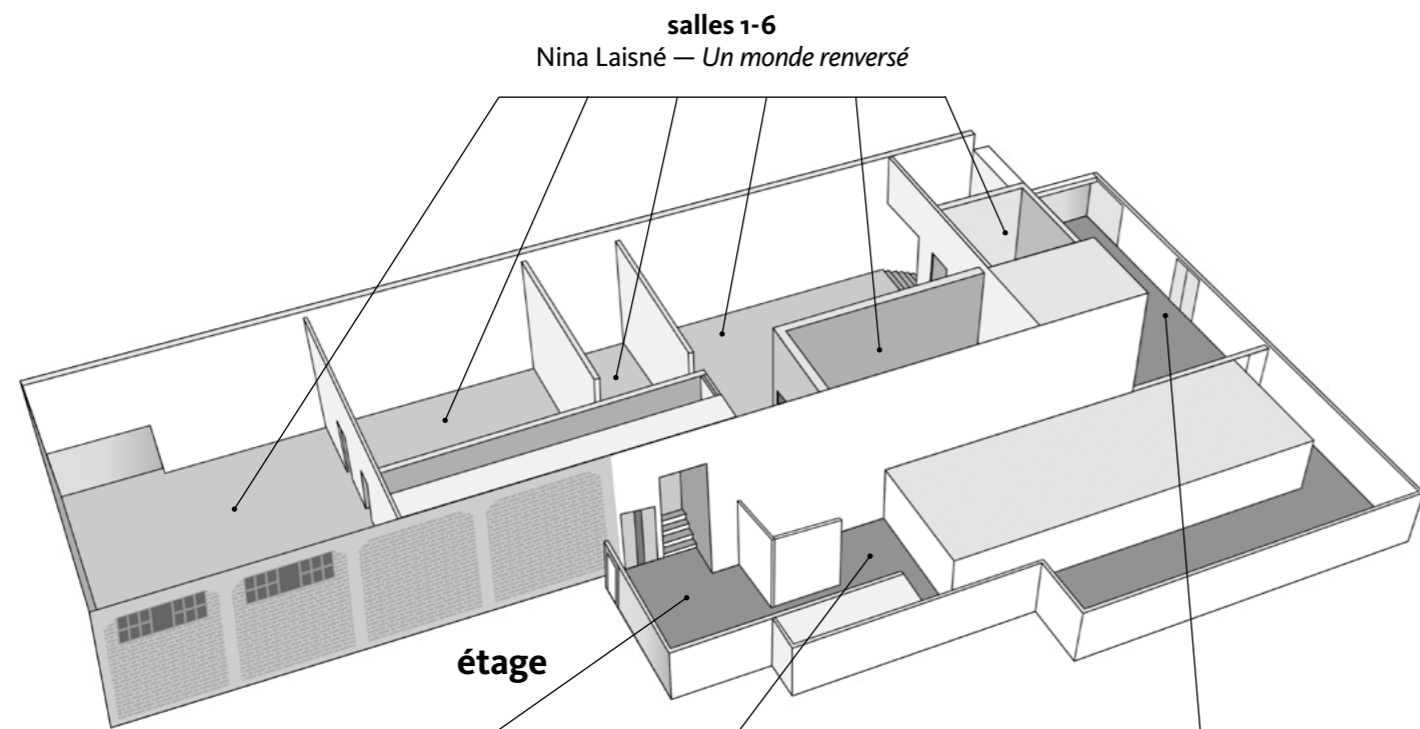 salles 1-6
Nina Laisné — Un monde renversé
étage